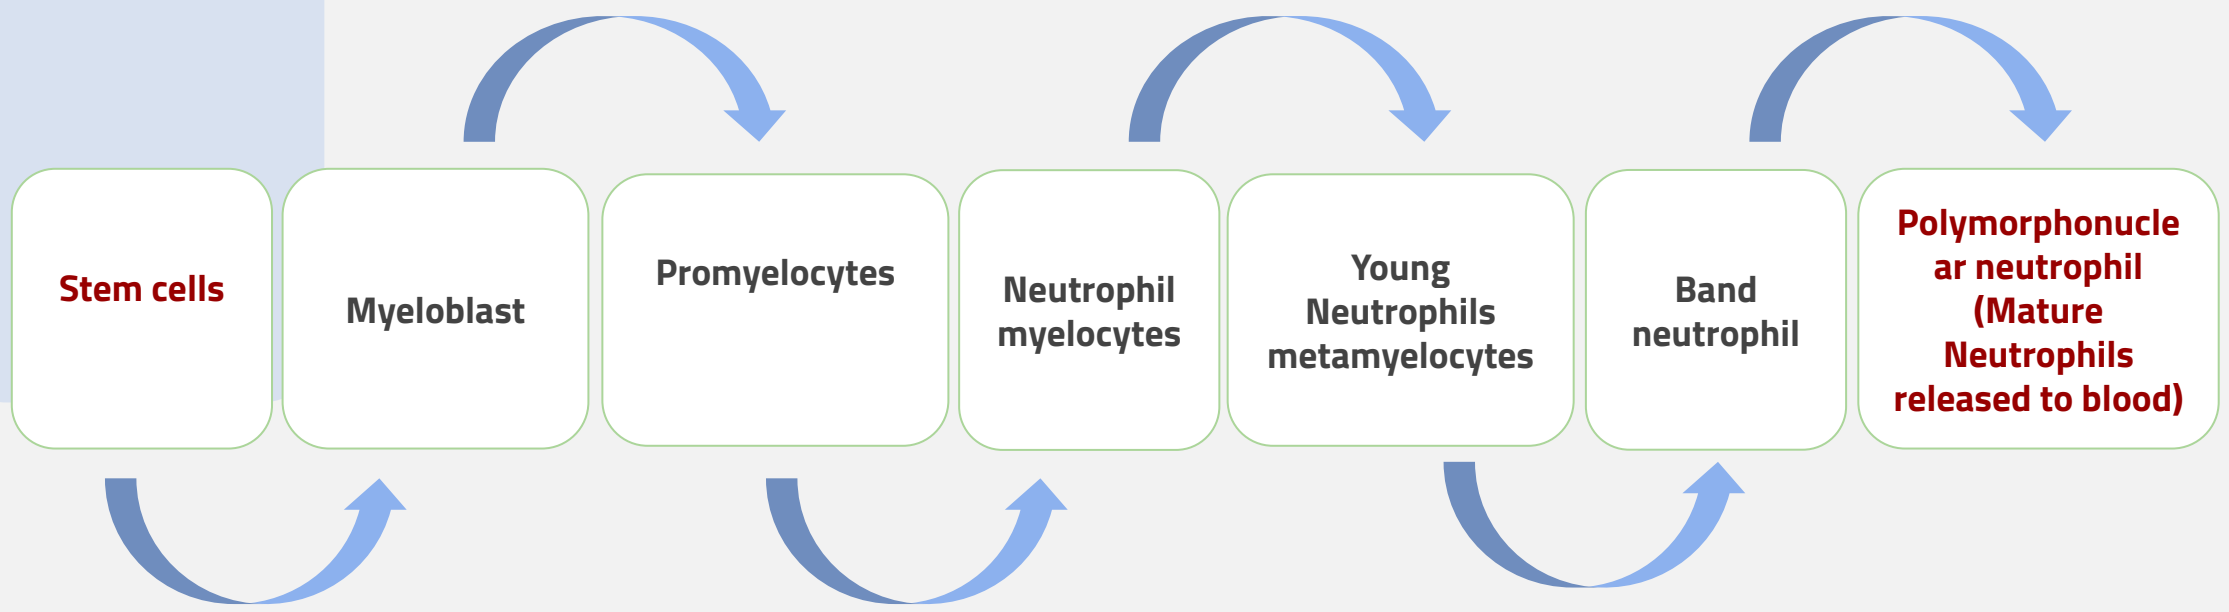 Stem cells
Myeloblast
Promyelocytes
Neutrophil
myelocytes
Young
Neutrophils
metamyelocytes
Band
neutrophil
Polymorphonucle
ar neutrophil
(Mature
Neutrophils
released to blood)